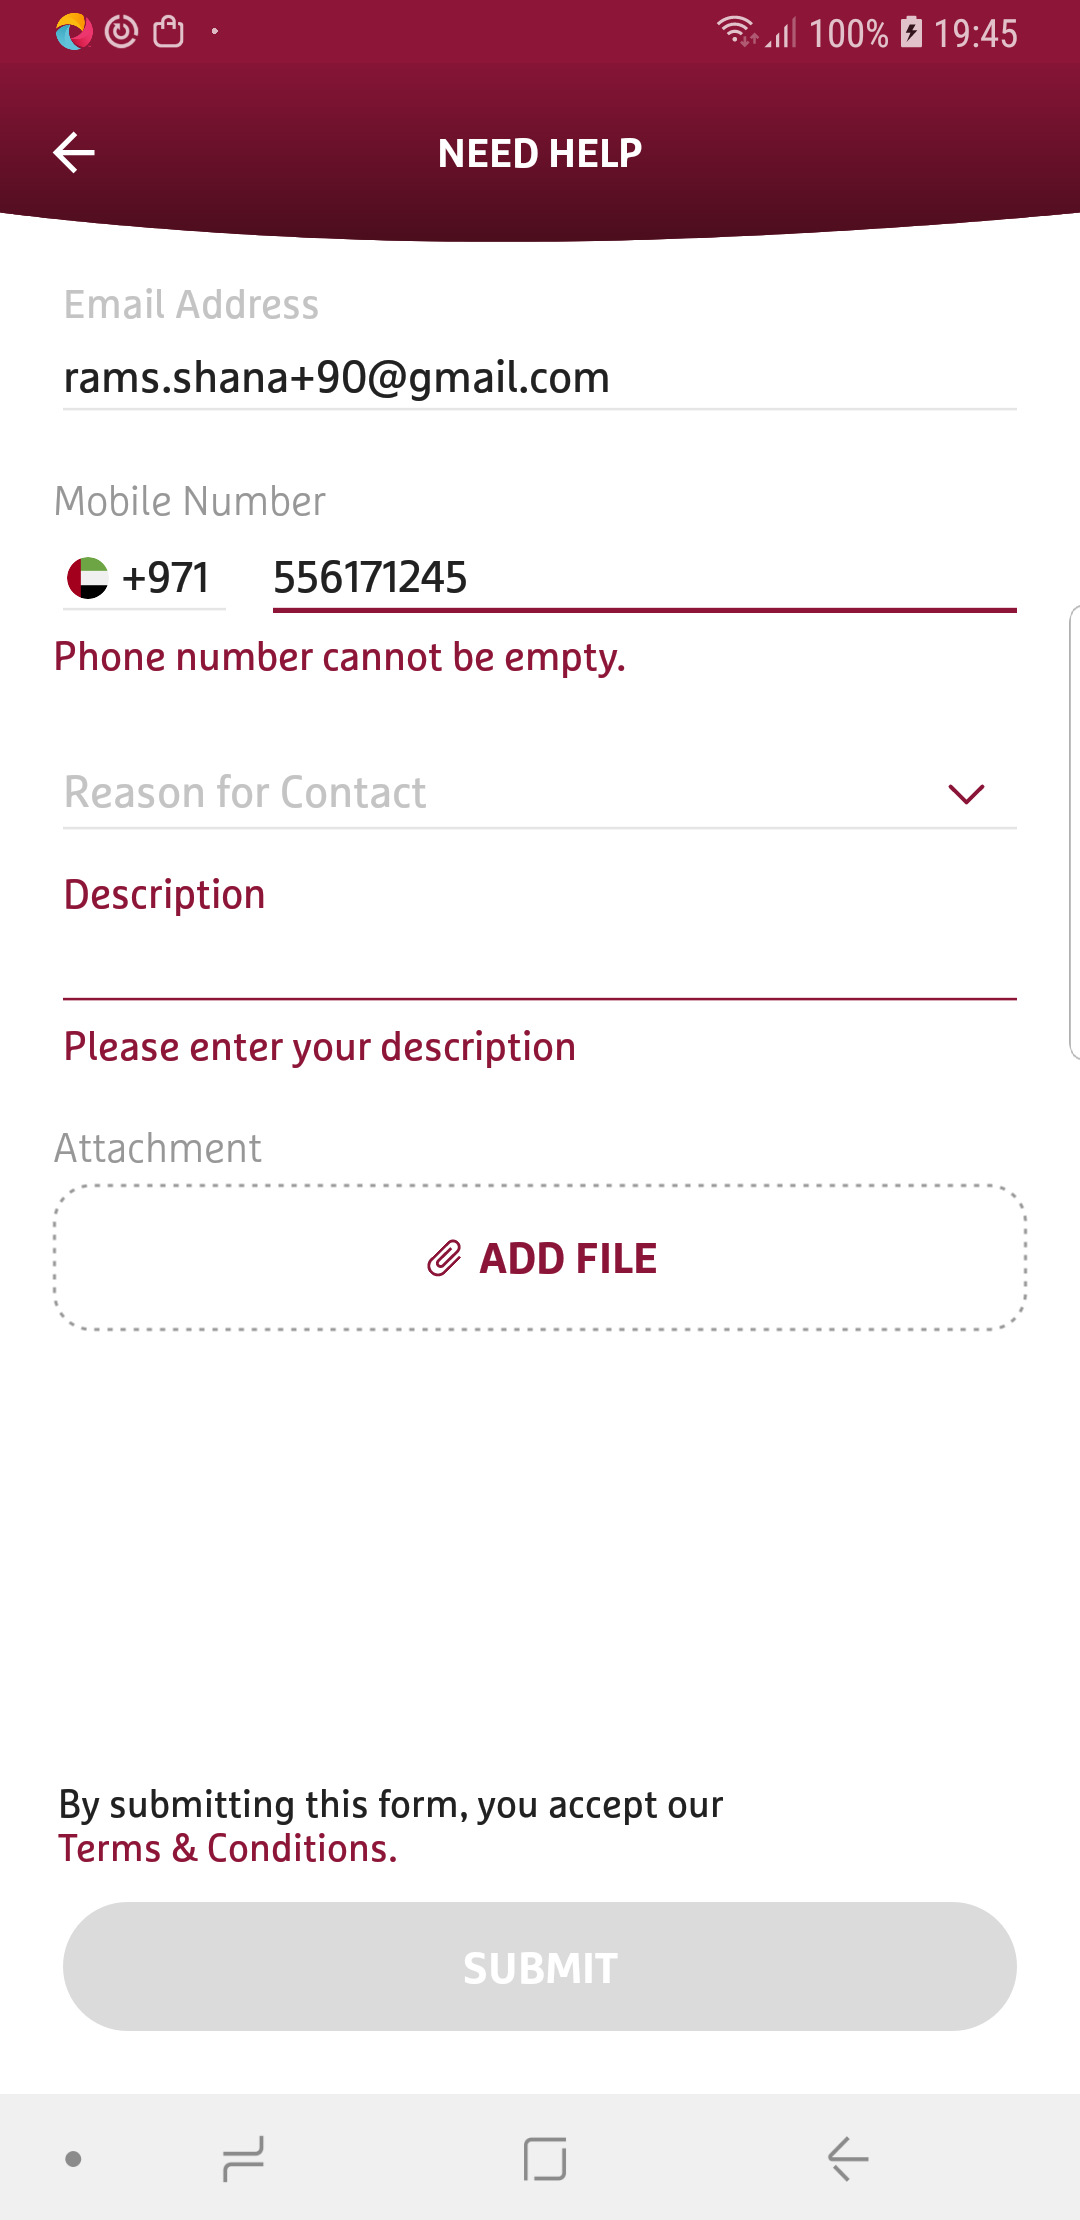 100% 19:45
NEED HELP
Email Address
rams.shana+90@gmail.com
Mobile Number
+971 556171245
Phone number cannot be empty.
Reason for Contact
Description
Please enter your description
Attachment
ADD FILE
By submitting this form, you accept our
Terms & Conditions.
SUBMIT